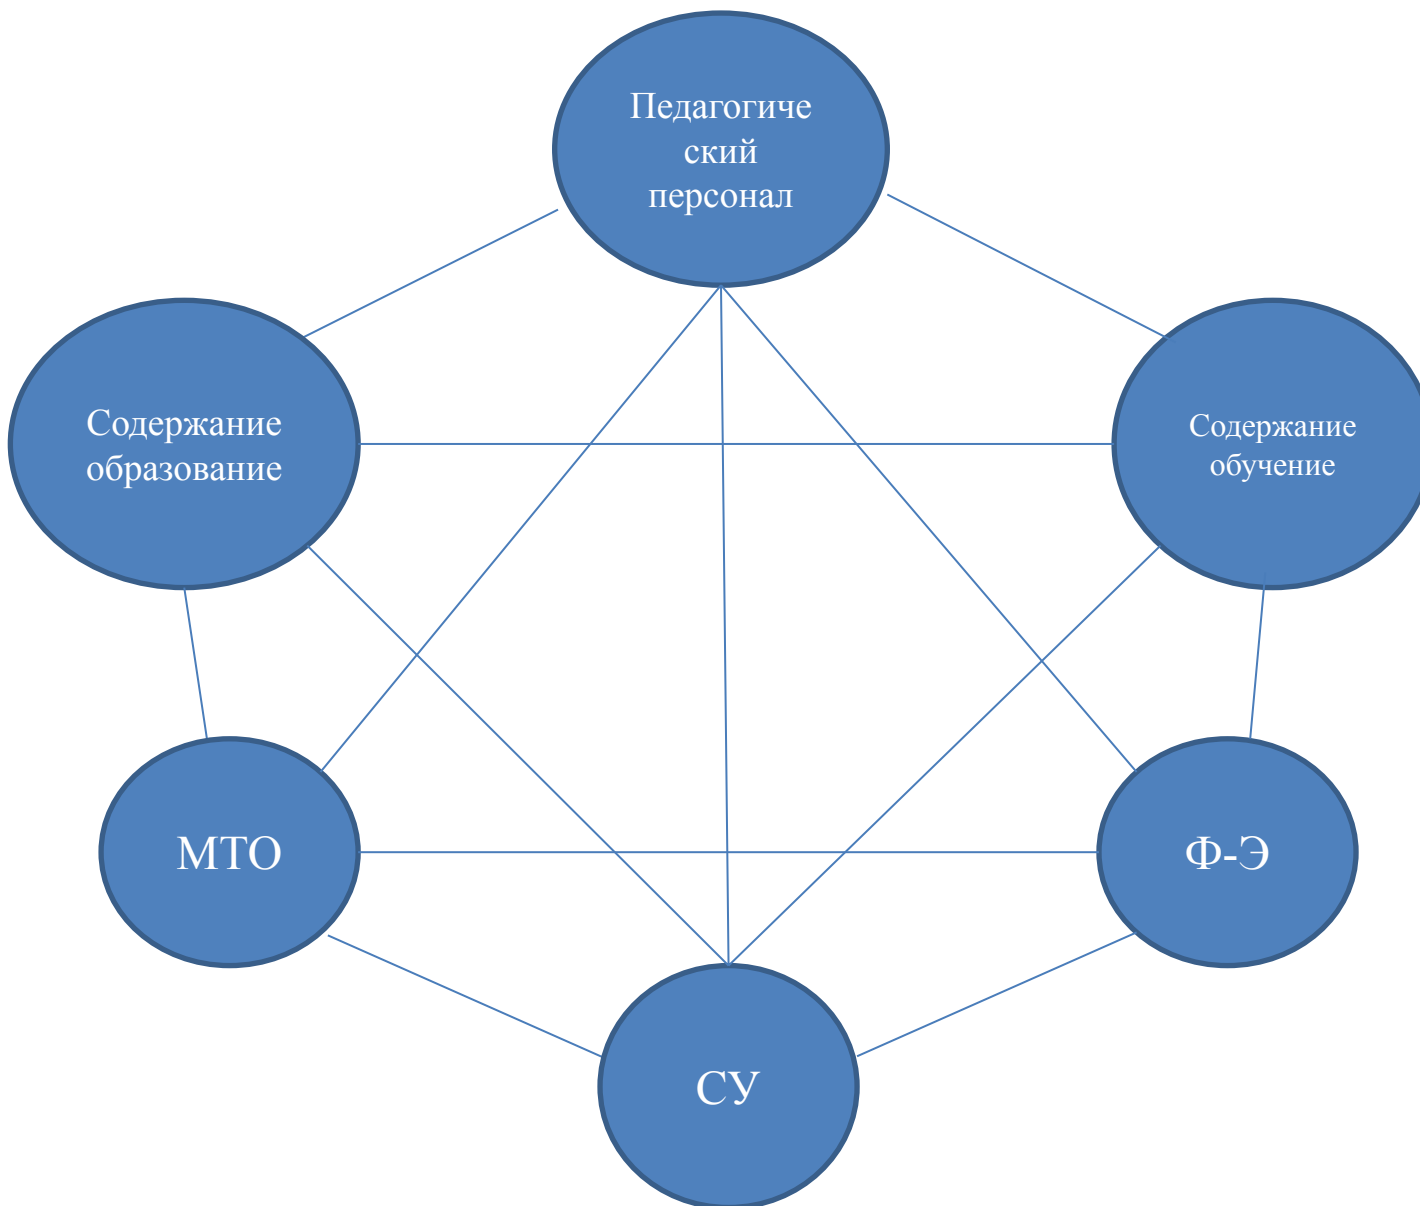 Педагогиче
ский
персонал
Содержание
образование
Содержание
обучение
МТО
Ф-Э
СУ